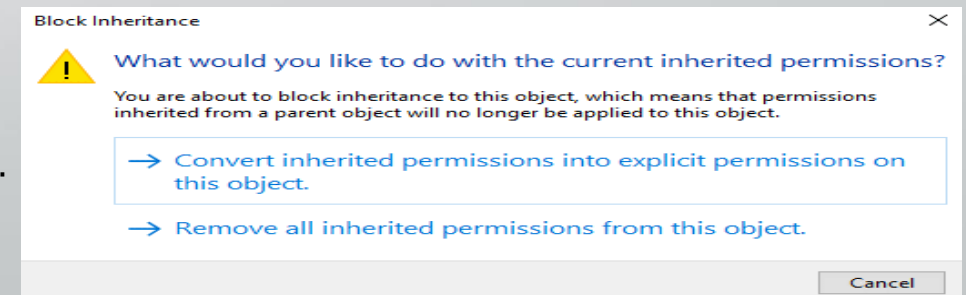 Block Inheritance
What would you like to do with the current inherited permissions?
You are about to block inheritance to this object, which means that permissions
inherited from a parent object will no longer be applied to this object.
→ Convert inherited permissions into explicit permissions on
this object.
→ Remove all inherited permissions from this object.
Cancel